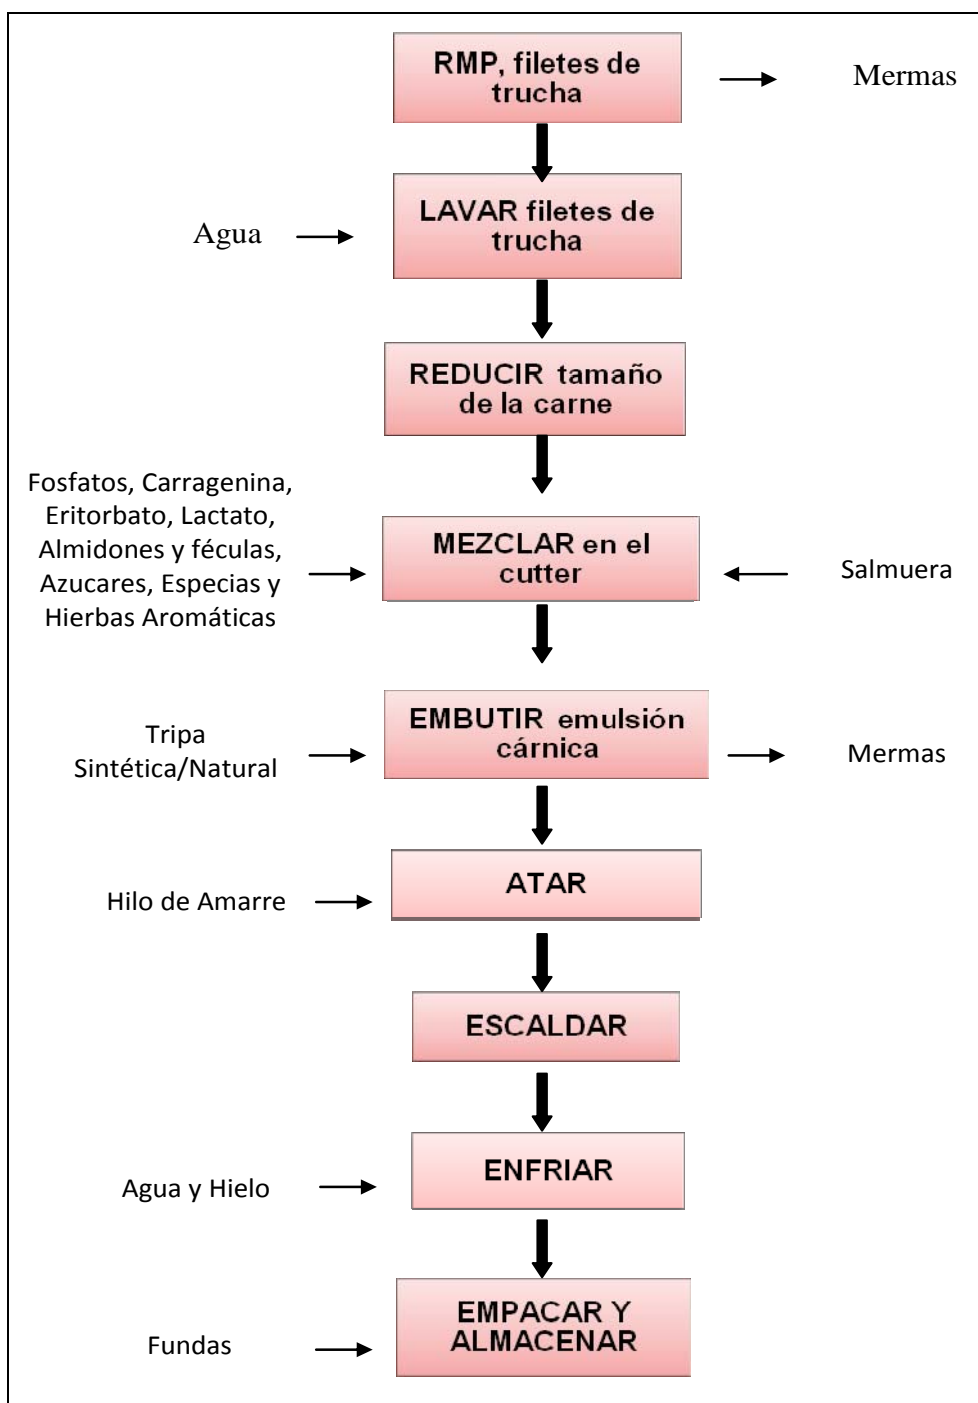 RMP, filetes de
trucha
Mermas
Agua
LAVAR filetes de
trucha
REDUCIR tamaño
de la carne
Fosfatos, Carragenina,
Eritorbato, Lactato,
Almidones y féculas,
Azucares, Especias y
Hierbas Aromáticas
MEZCLAR en el
cutter
Salmuera
Tripa
Sintética/Natural
EMBUTIR emulsión
cárnica
Mermas
Hilo de Amarre
ATAR
ESCALDAR
Agua y Hielo
ENFRIAR
Fundas
EMPACAR Y
ALMACENAR